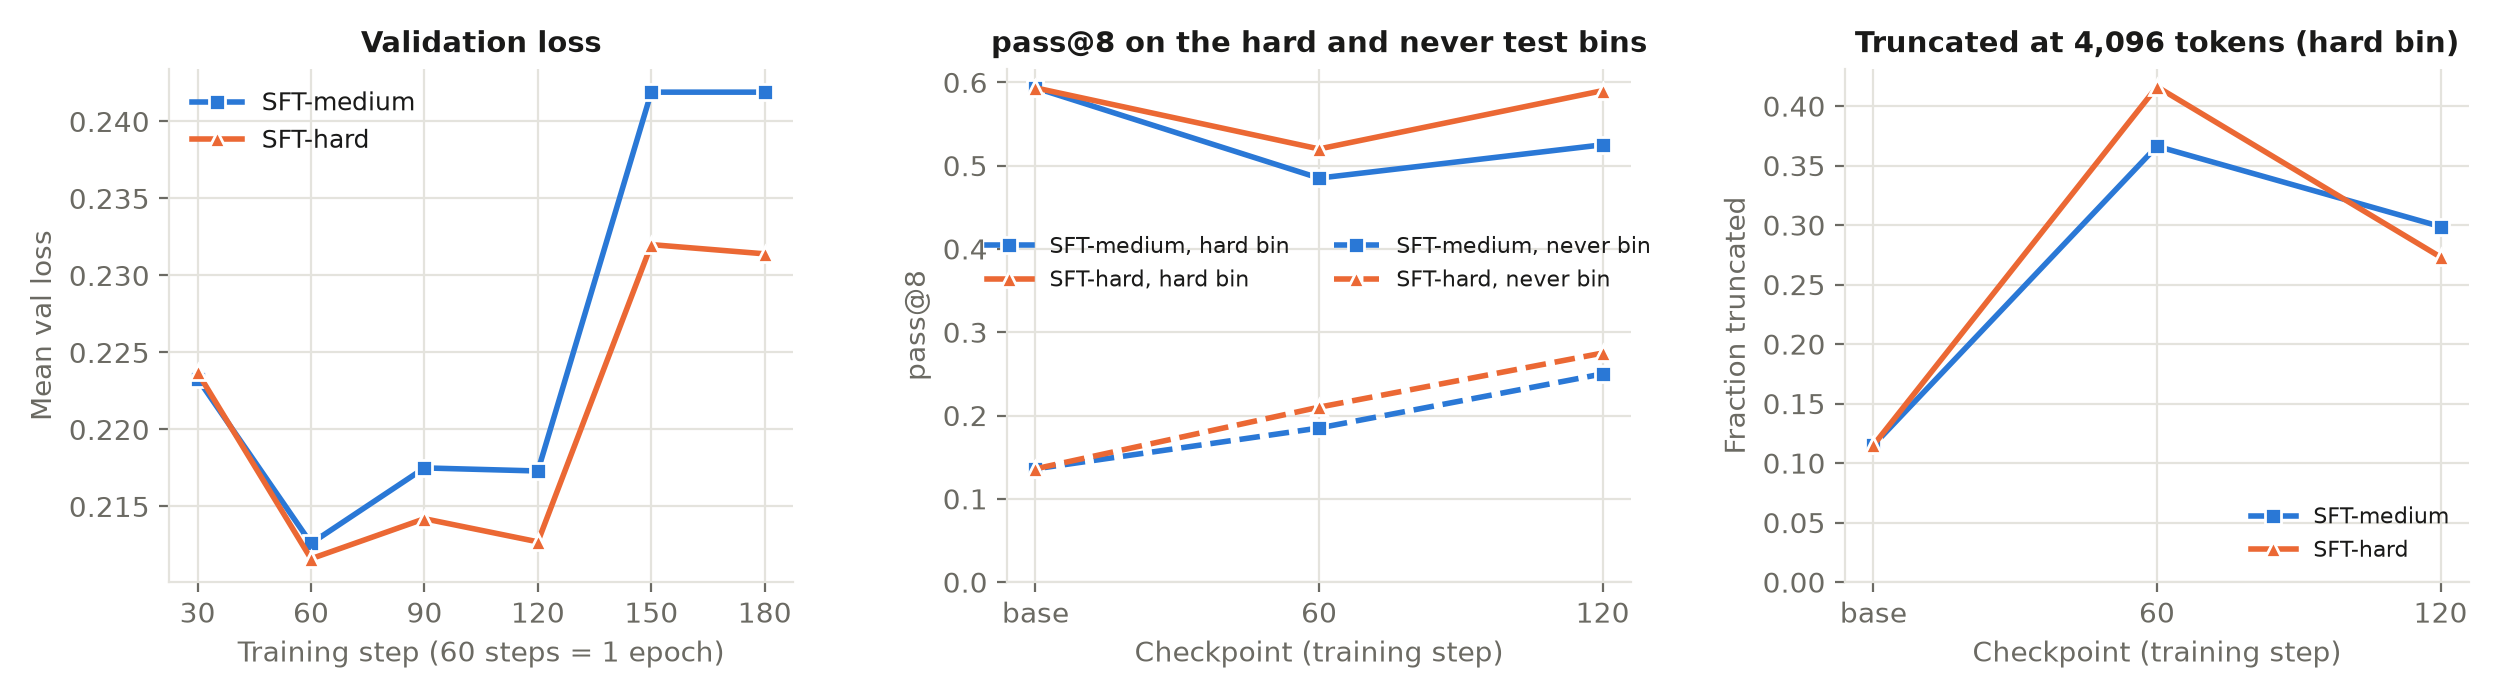 Validation loss
SFT-medium
SFT-hard
0.240
0.235
0.230
0.225
0.220
0.215
Mean val loss
30 60 90 120 150 180
Training step (60 steps = 1 epoch)
pass@8 on the hard and never test bins
0.6
0.5
0.4
0.3
0.2
0.1
0.0
pass@8
SFT-medium, hard bin
SFT-hard, hard bin
SFT-medium, never bin
SFT-hard, never bin
base 60 120
Checkpoint (training step)
Truncated at 4,096 tokens (hard bin)
0.40
0.35
0.30
0.25
0.20
0.15
0.10
0.05
0.00
Fraction truncated
SFT-medium
SFT-hard
base 60 120
Checkpoint (training step)